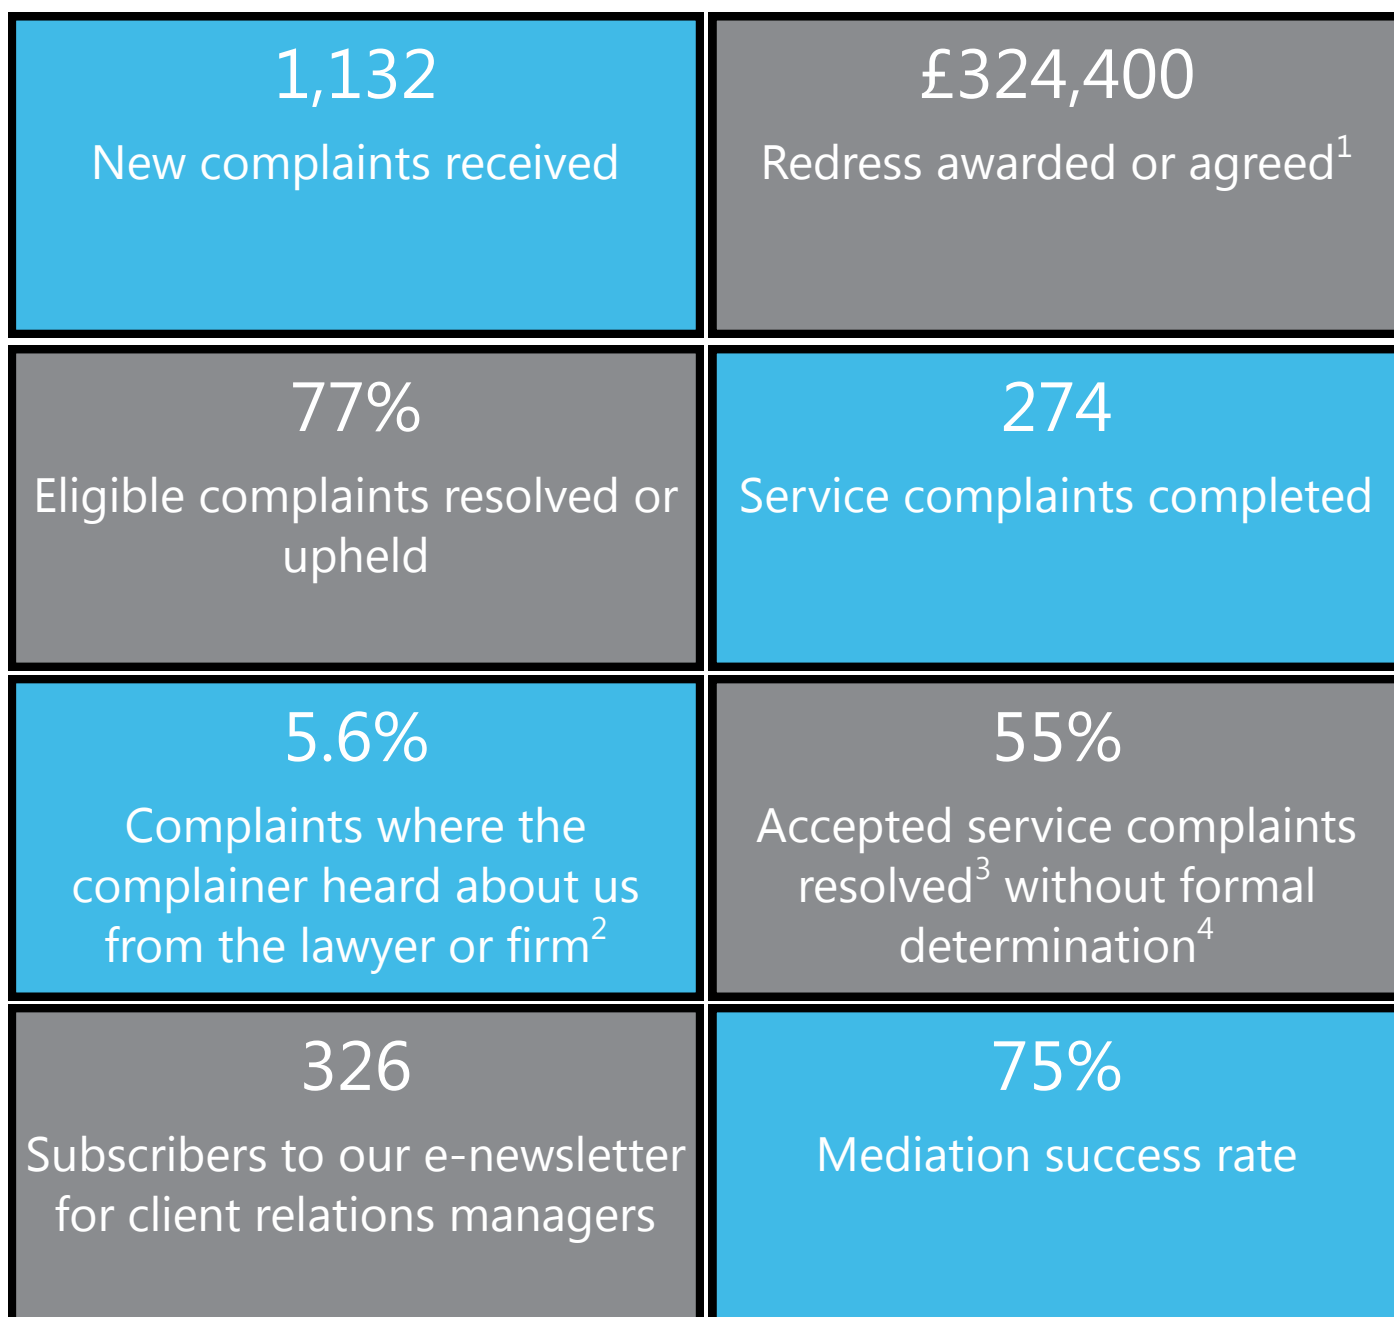 1,132
New complaints received
£324,400
Redress awarded or agreed1
77%
Eligible complaints resolved or
upheld
274
Service complaints completed
5.6%
Complaints where the
complainer heard about us
from the lawyer or firm2
55%
Accepted service complaints
resolved3 without formal
determination4
326
Subscribers to our e-newsletter
for client relations managers
75%
Mediation success rate